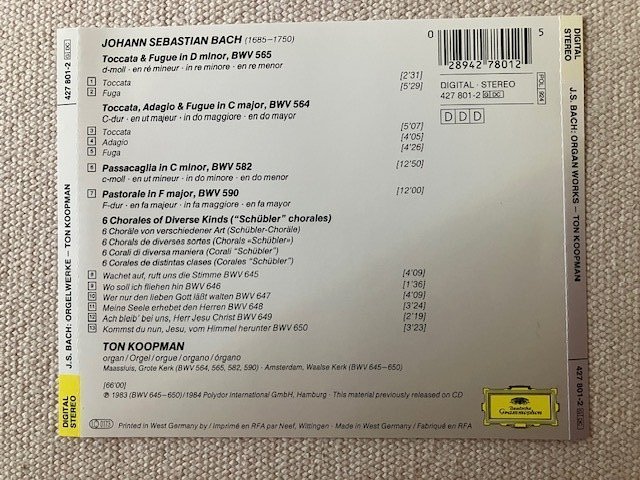 JOHANN SEBASTIAN BACH (1685–1750)
Toccata & Fugue in D minor, BWV 565
d-moll · en ré mineur · in re minore · en re menor
1 Toccata [2'31]
2 Fuga [5'29]
Toccata, Adagio & Fugue in C major, BWV 564
C-dur · en ut majeur · in do maggiore · en do mayor
3 Toccata [5'07]
4 Adagio [4'05]
5 Fuga [4'26]
6 Passacaglia in C minor, BWV 582 [12'50]
c-moll · en ut mineur · in do minore · en do menor
7 Pastorale in F major, BWV 590 [12'00]
F-dur · en fa majeur · in fa maggiore · en fa mayor
6 Chorales of Diverse Kinds ("Schübler" chorales)
6 Choräle von verschiedener Art (Schübler-Choräle)
6 Chorals de diverses sortes (Chorals «Schübler»)
6 Corali di diversa maniera (Corali "Schübler")
6 Corales de distintas clases (Corales "Schübler")
8 Wachet auf, ruft uns die Stimme BWV 645 [4'09]
9 Wo soll ich fliehen hin BWV 646 [1'36]
10 Wer nur den lieben Gott läßt walten BWV 647 [4'09]
11 Meine Seele erhebet den Herren BWV 648 [3'24]
12 Ach bleib' bei uns, Herr Jesu Christ BWV 649 [2'19]
13 Kommst du nun, Jesu, vom Himmel herunter BWV 650 [3'23]
TON KOOPMAN
organ / Orgel / orgue / organo / órgano
Maassluis, Grote Kerk (BWV 564, 565, 582, 590) · Amsterdam, Waalse Kerk (BWV 645–650)
[66'00]
℗ 1983 (BWV 645–650) / 1984 Polydor International GmbH, Hamburg · This material previously released on CD
Printed in West Germany by / Imprimé en RFA par Neef, Wittingen · Made in West Germany / Fabriqué en RFA
0 28942 78012 5
DIGITAL · STEREO
427 801-2 GDC
POL 924
DDD
Deutsche
Grammophon
DIGITAL
STEREO
J.S. BACH: ORGELWERKE – TON KOOPMAN
427 801-2 GDC
DIGITAL
STEREO
J.S. BACH: ORGAN WORKS – TON KOOPMAN
427 801-2 GDC